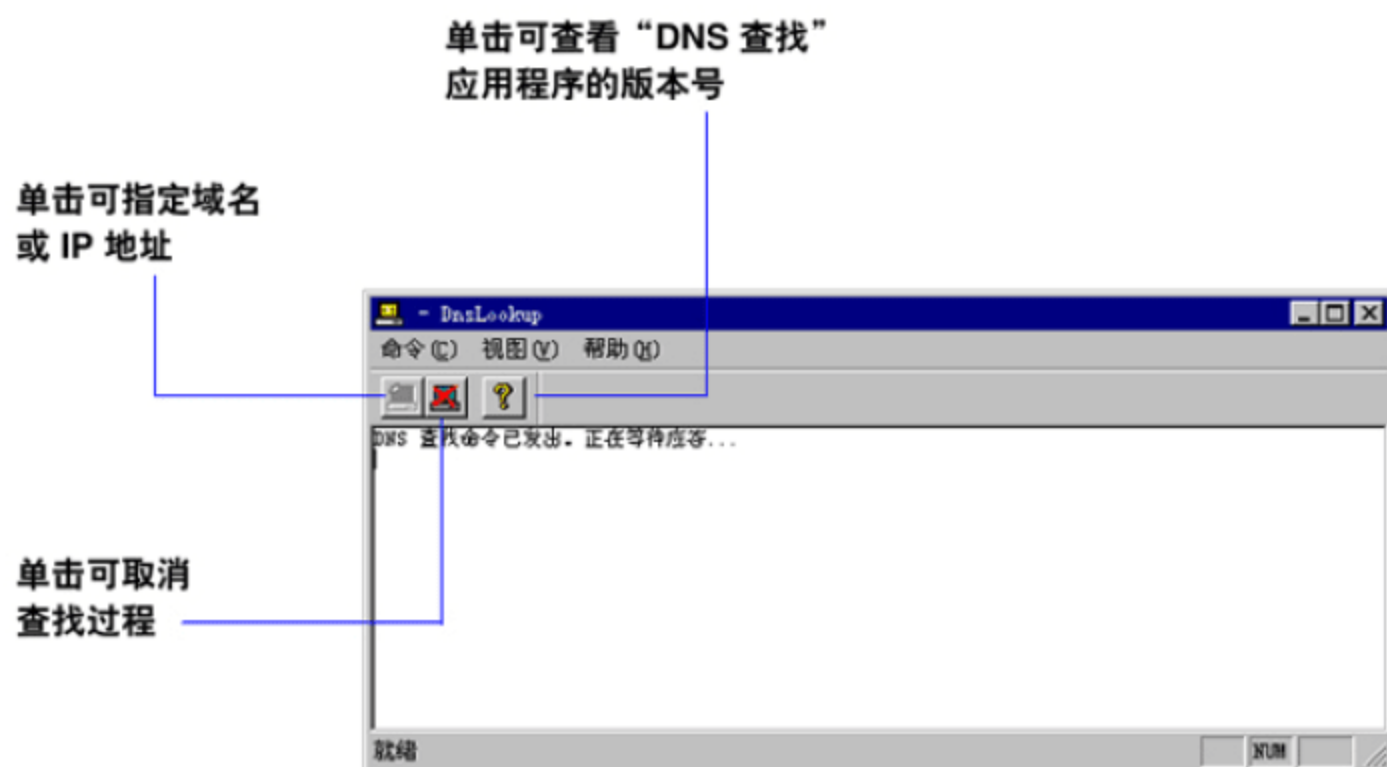 单击可查看“DNS 查找”
应用程序的版本号
单击可指定域名
或 IP 地址
- DnsLookup
命令(C) 视图(V) 帮助(H)
DNS 查找命令已发出。正在等待应答...
单击可取消
查找过程
就绪
NUM